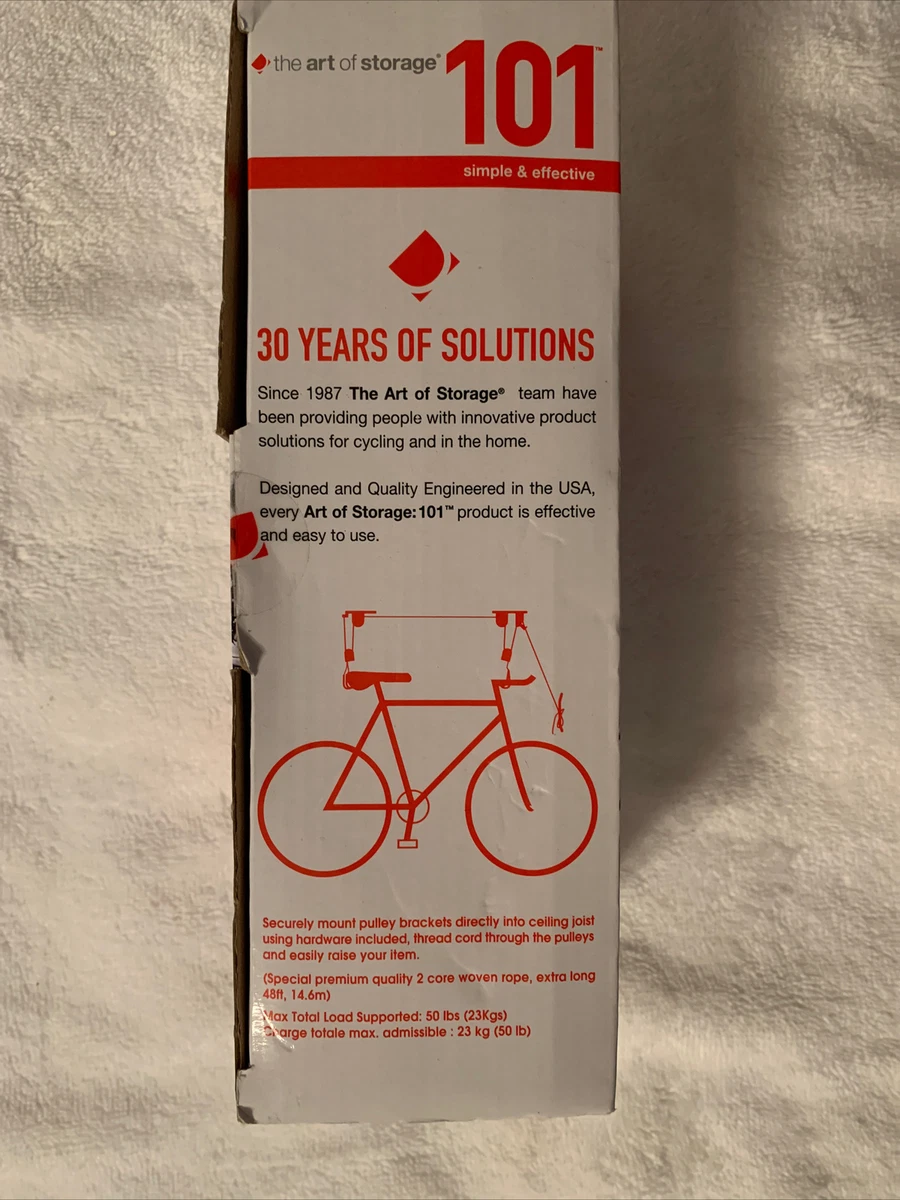 the art of storage® 101™
simple & effective
30 YEARS OF SOLUTIONS
Since 1987 The Art of Storage® team have
been providing people with innovative product
solutions for cycling and in the home.
Designed and Quality Engineered in the USA,
every Art of Storage:101™ product is effective
and easy to use.
Securely mount pulley brackets directly into ceiling joist
using hardware included, thread cord through the pulleys
and easily raise your item.
(Special premium quality 2 core woven rope, extra long
48ft, 14.6m)
Max Total Load Supported: 50 lbs (23Kgs)
Charge totale max. admissible : 23 kg (50 lb)